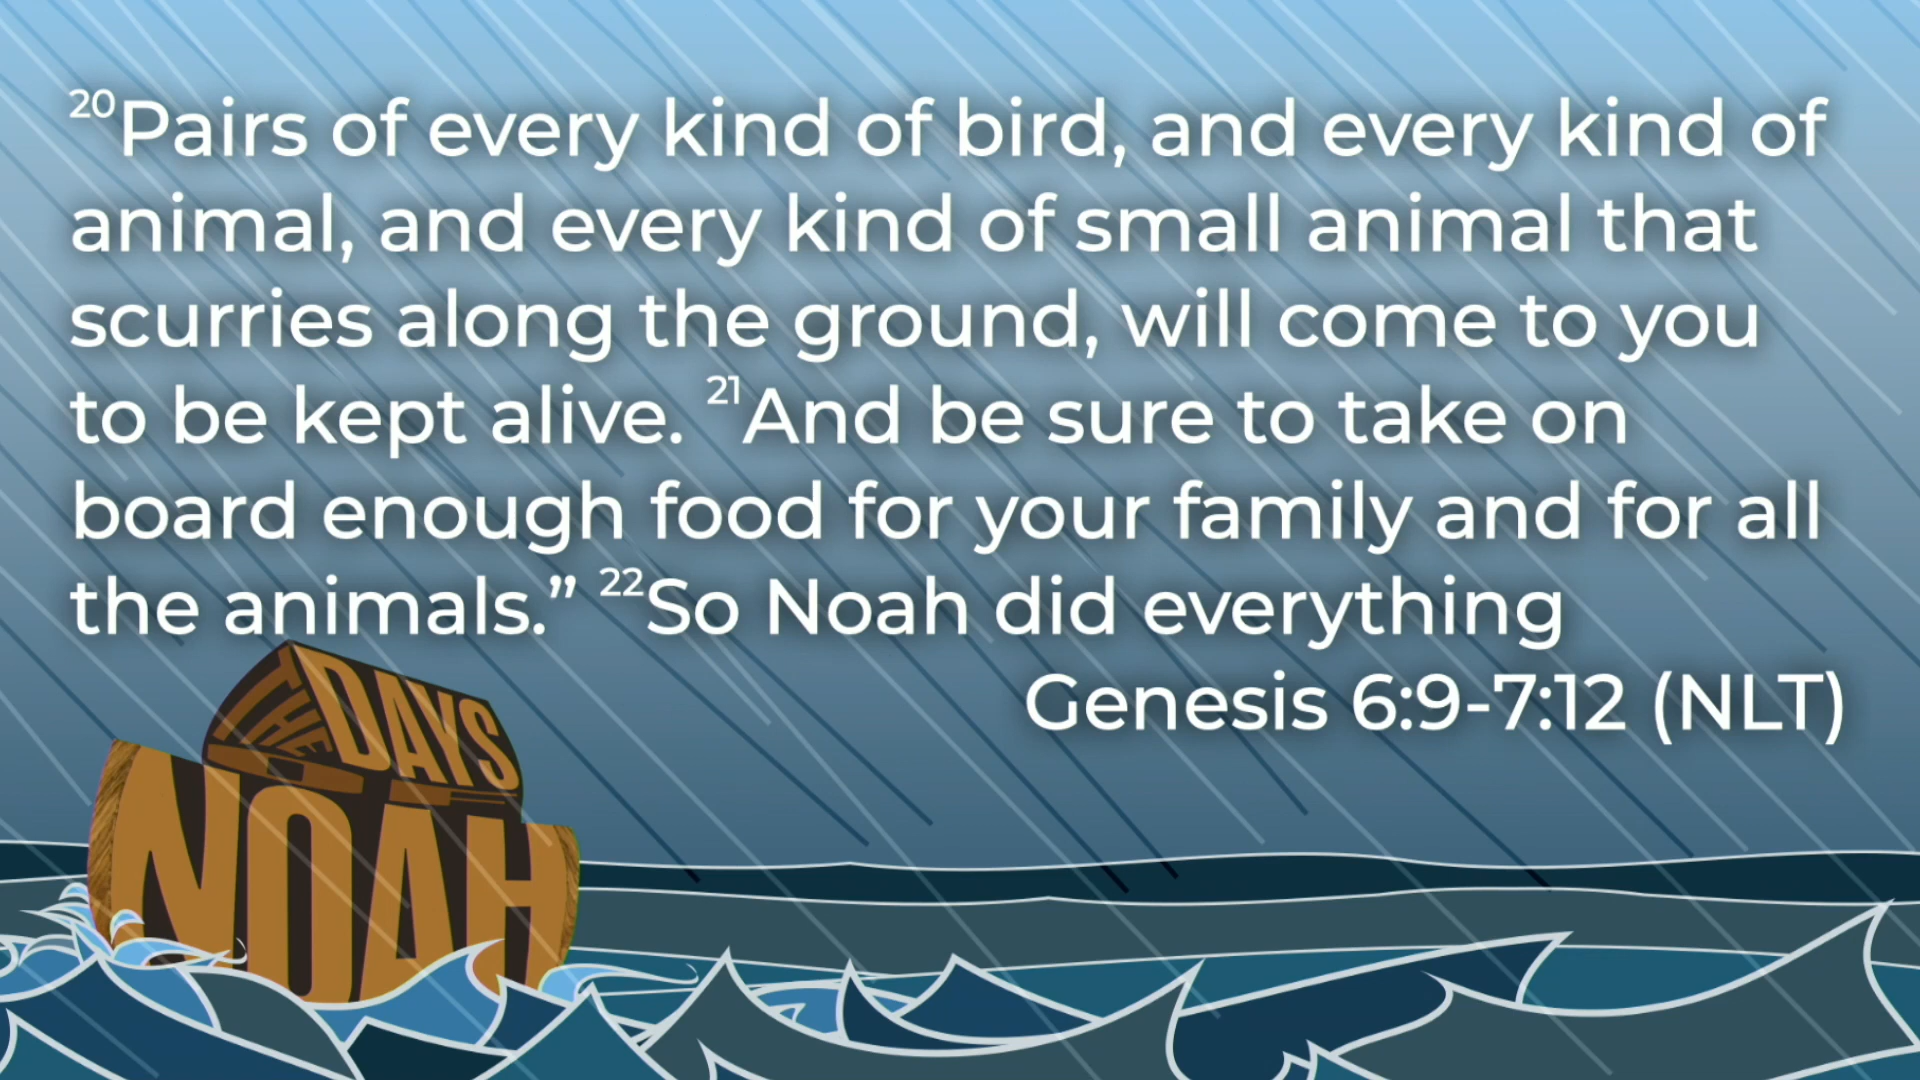 ²⁰Pairs of every kind of bird, and every kind of
animal, and every kind of small animal that
scurries along the ground, will come to you
to be kept alive. ²¹And be sure to take on
board enough food for your family and for all
the animals.” ²²So Noah did everything
Genesis 6:9-7:12 (NLT)
THE DAYS
NOAH